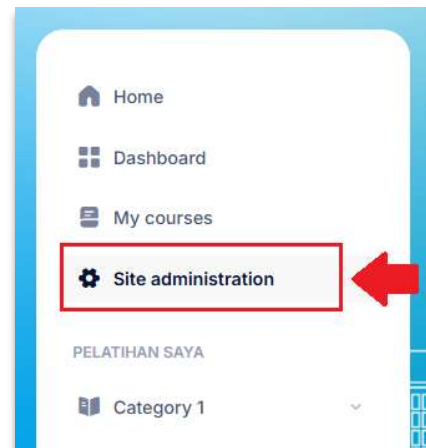 Home
Dashboard
My courses
Site administration
PELATIHAN SAYA
Category 1